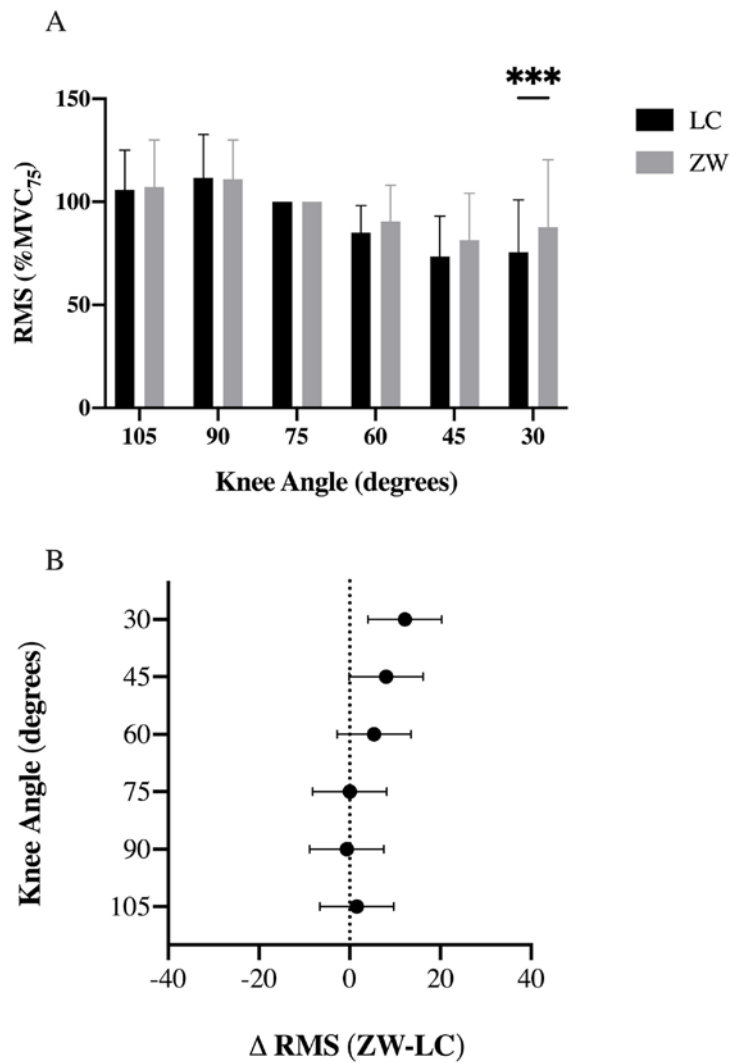 A
***
150
100
50
0
RMS (%MVC75)
105 90 75 60 45 30
Knee Angle (degrees)
LC
ZW
B
30
45
60
75
90
105
Knee Angle (degrees)
-40 -20 0 20 40
Δ RMS (ZW-LC)